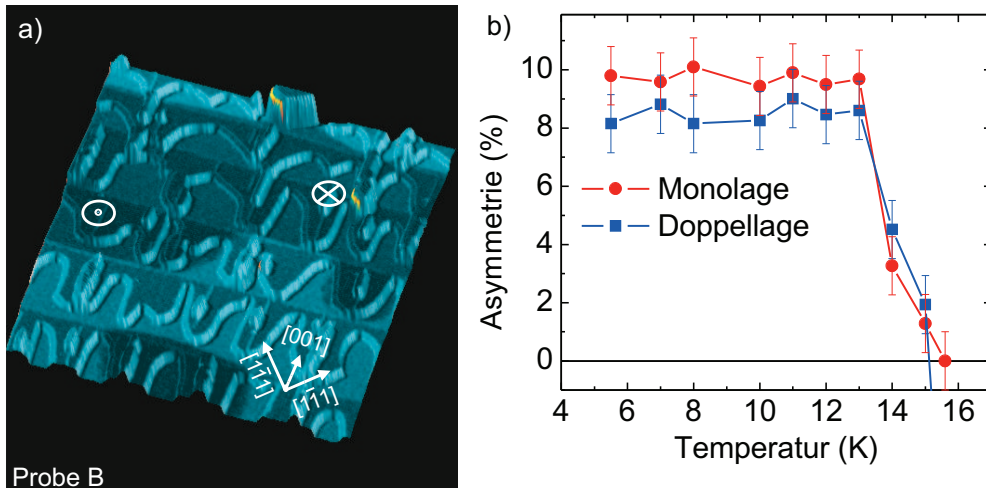 a)
[001]
[1̄1̄1]
[11̄1]
Probe B
b)
Asymmetrie (%)
10
8
6
4
2
0
Monolage
Doppellage
4
6
8
10
12
14
16
Temperatur (K)